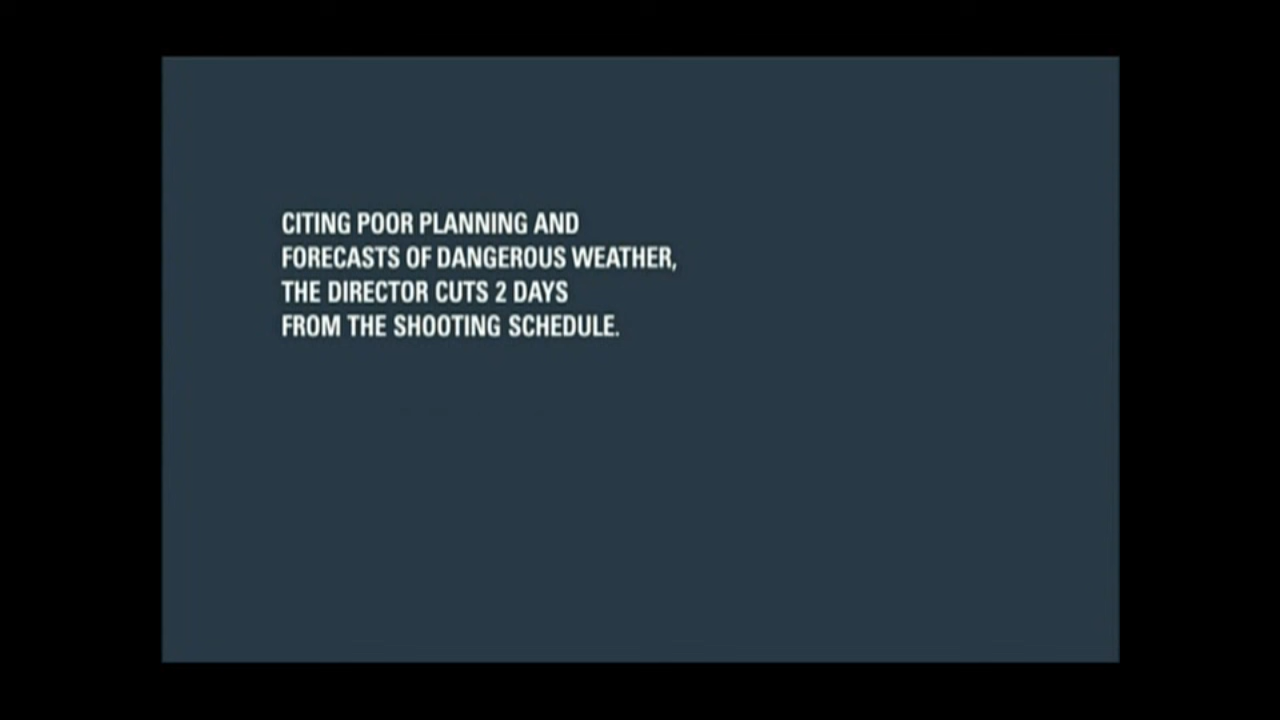 CITING POOR PLANNING AND
FORECASTS OF DANGEROUS WEATHER,
THE DIRECTOR CUTS 2 DAYS
FROM THE SHOOTING SCHEDULE.